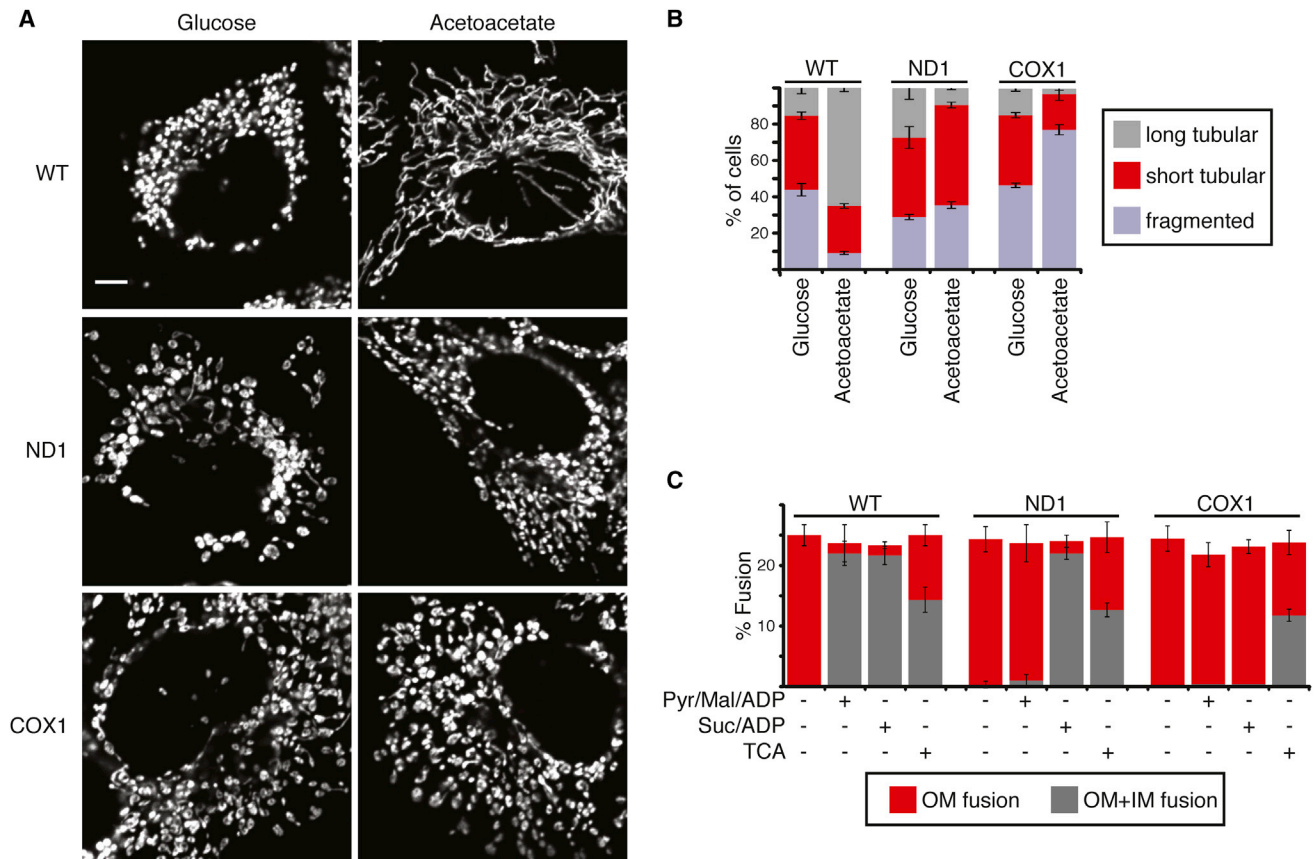 A
Glucose
Acetoacetate
WT
ND1
COX1
B
WT
ND1
COX1
% of cells
80
60
40
20
Glucose
Acetoacetate
Glucose
Acetoacetate
Glucose
Acetoacetate
long tubular
short tubular
fragmented
C
WT
ND1
COX1
% Fusion
20
10
Pyr/Mal/ADP - + - - - + - - - + - -
Suc/ADP - - + - - - + - - - + -
TCA - - - + - - - + - - - +
OM fusion
OM+IM fusion